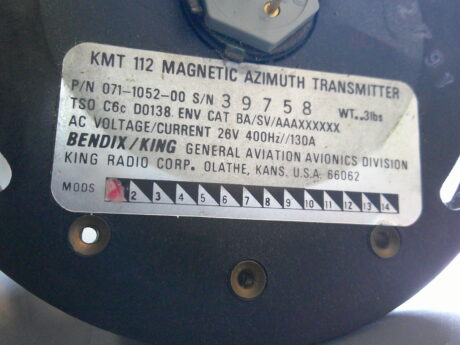 KMT 112 MAGNETIC AZIMUTH TRANSMITTER
P/N 071-1052-00 S/N 39758 WT. .3lbs
TSO C6c D0138 ENV CAT BA/SV/AAAXXXXXX
AC VOLTAGE/CURRENT 26V 400Hz//130A
BENDIX/KING GENERAL AVIATION AVIONICS DIVISION
KING RADIO CORP. OLATHE, KANS. U.S.A. 66062
MODS 2 3 4 5 6 7 8 9 10 11 12 13 14